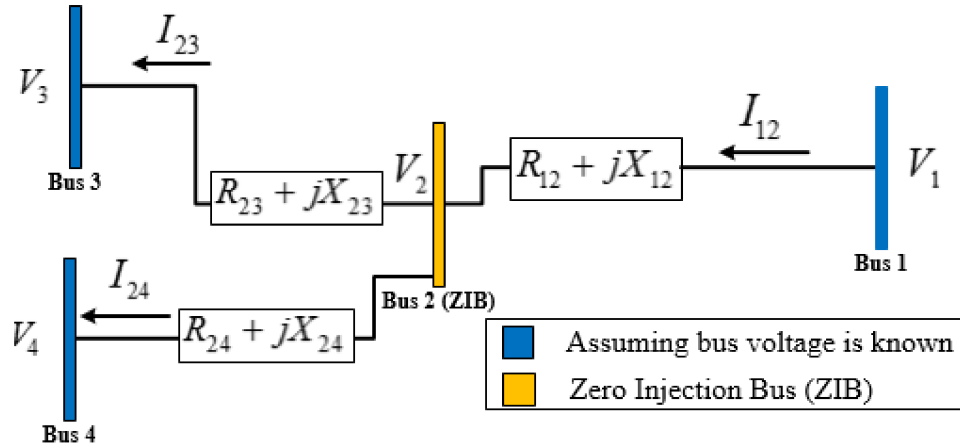 I23
V3
Bus 3
R23 + jX23
V2
R12 + jX12
I12
V1
Bus 1
Bus 2 (ZIB)
I24
V4
R24 + jX24
Bus 4
Assuming bus voltage is known
Zero Injection Bus (ZIB)